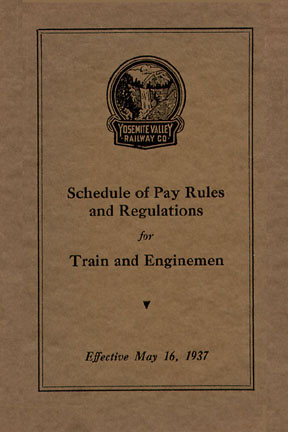 YOSEMITE VALLEY
RAILWAY CO
Schedule of Pay Rules
and Regulations
for
Train and Enginemen
Effective May 16, 1937